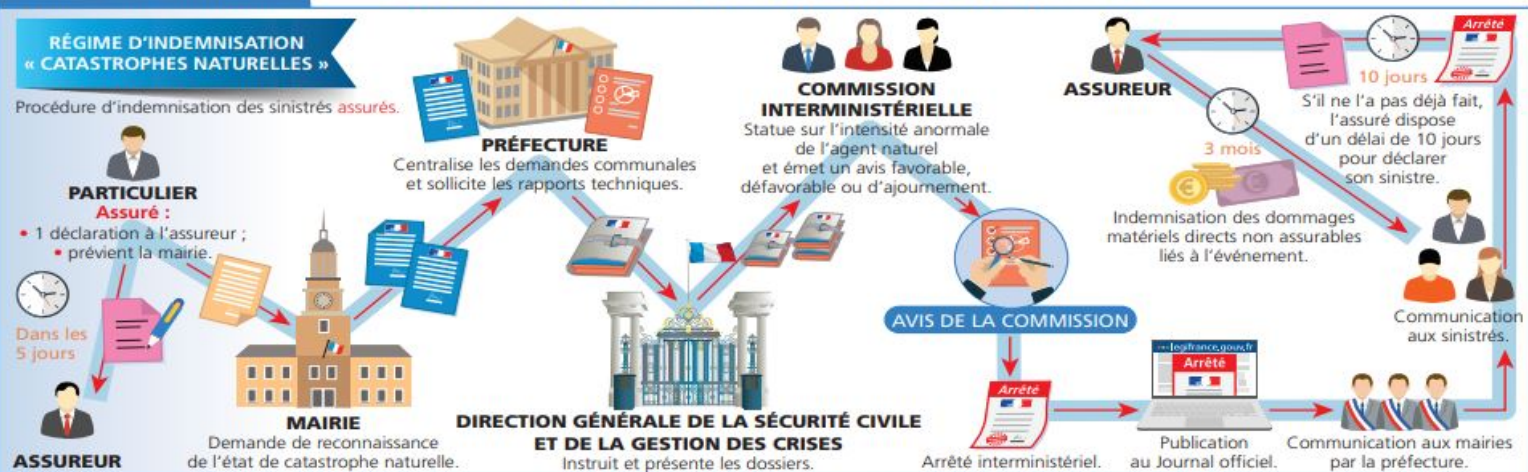 RÉGIME D'INDEMNISATION
« CATASTROPHES NATURELLES »
Procédure d'indemnisation des sinistrés assurés.
PARTICULIER
Assuré :
• 1 déclaration à l'assureur ;
• prévient la mairie.
Dans les
5 jours
ASSUREUR
MAIRIE
Demande de reconnaissance
de l'état de catastrophe naturelle.
PRÉFECTURE
Centralise les demandes communales
et sollicite les rapports techniques.
DIRECTION GÉNÉRALE DE LA SÉCURITÉ CIVILE
ET DE LA GESTION DES CRISES
Instruit et présente les dossiers.
COMMISSION
INTERMINISTÉRIELLE
Statue sur l'intensité anormale
de l'agent naturel
et émet un avis favorable,
défavorable ou d'ajournement.
AVIS DE LA COMMISSION
Arrêté
Arrêté interministériel.
legifrance.gouv.fr
Arrêté
Publication
au Journal officiel.
Communication aux mairies
par la préfecture.
Communication
aux sinistrés.
Arrêté
10 jours
S'il ne l'a pas déjà fait,
l'assuré dispose
d'un délai de 10 jours
pour déclarer
son sinistre.
ASSUREUR
3 mois
Indemnisation des dommages
matériels directs non assurables
liés à l'événement.